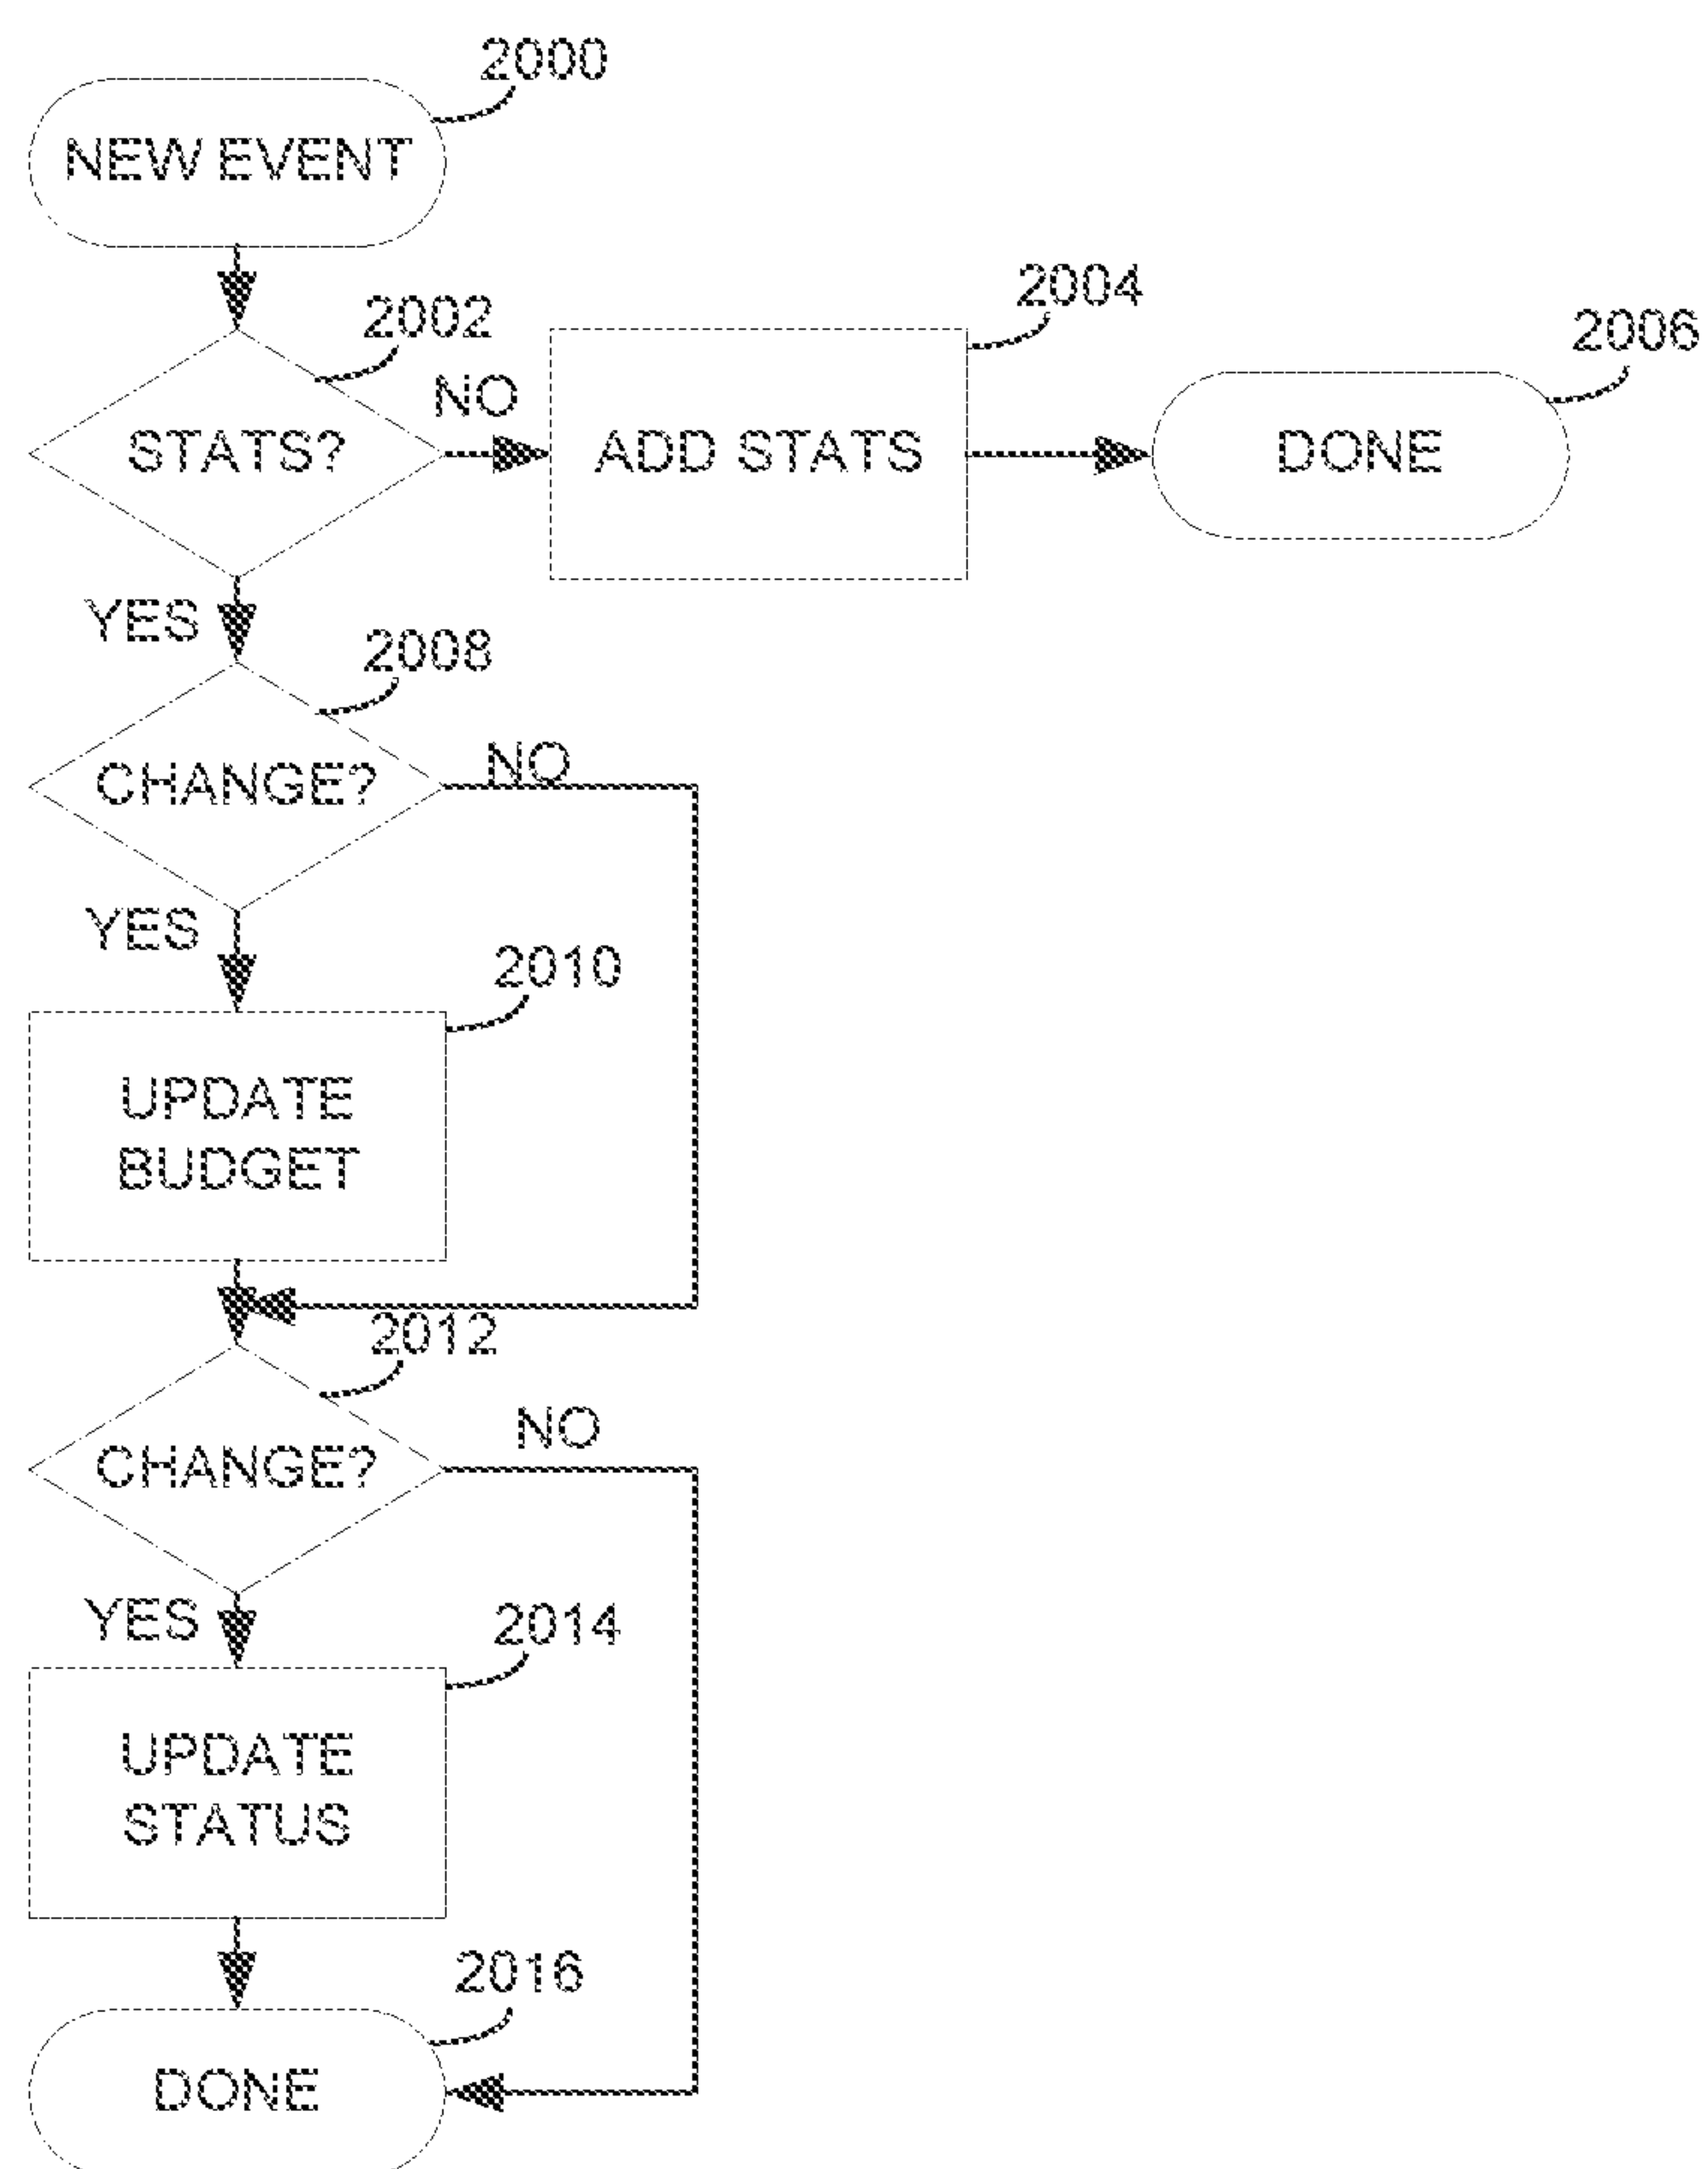 2000
NEW EVENT
2002
2004
2006
NO
STATS?
ADD STATS
DONE
YES
2008
NO
CHANGE?
YES
2010
UPDATE
BUDGET
2012
NO
CHANGE?
YES
2014
UPDATE
STATUS
2016
DONE